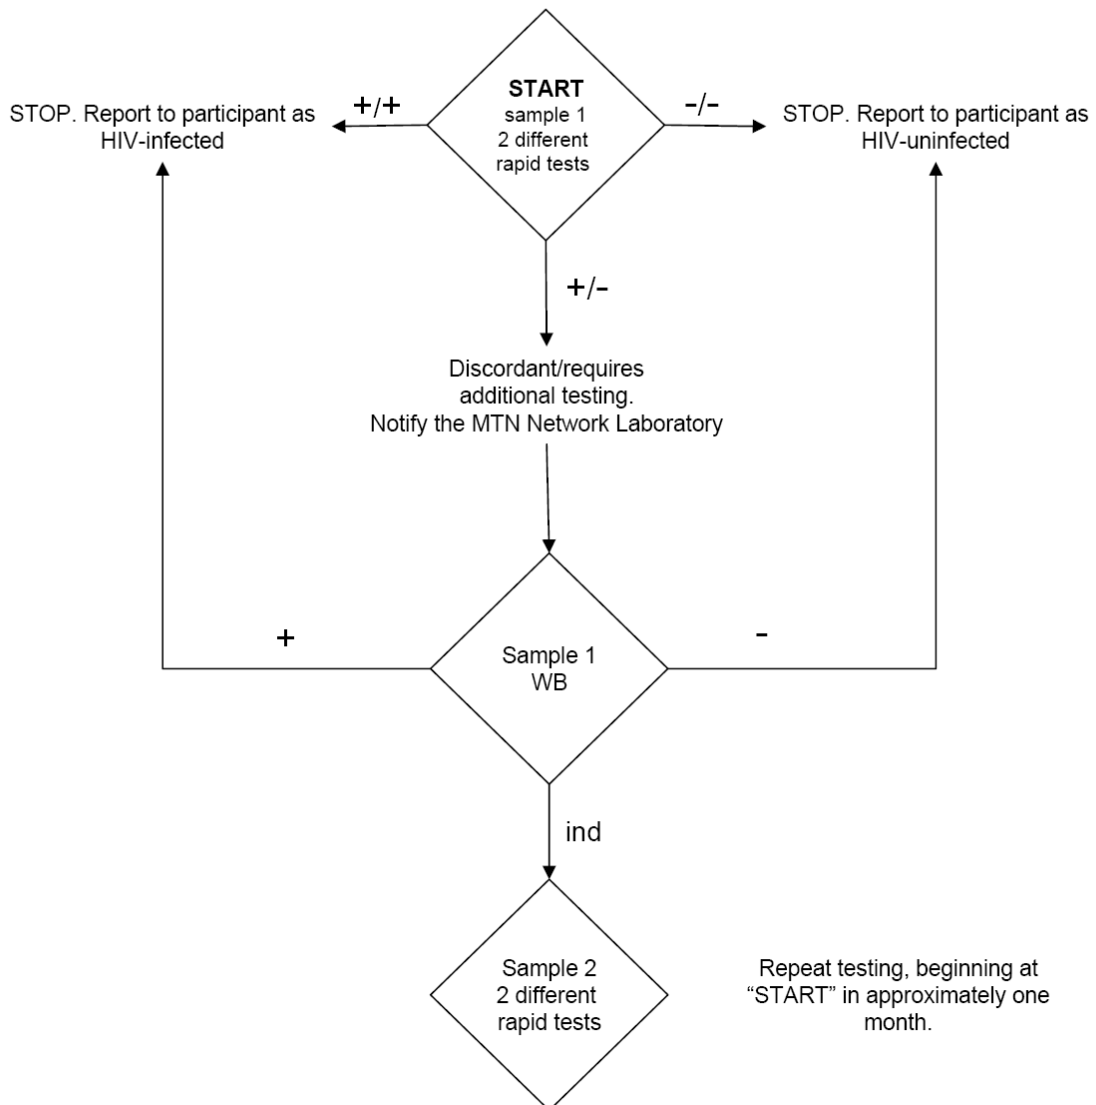 START
sample 1
2 different
rapid tests
+/+
-/-
STOP. Report to participant as
HIV-infected
STOP. Report to participant as
HIV-uninfected
+/-
Discordant/requires
additional testing.
Notify the MTN Network Laboratory
+
-
Sample 1
WB
ind
Sample 2
2 different
rapid tests
Repeat testing, beginning at
“START” in approximately one
month.